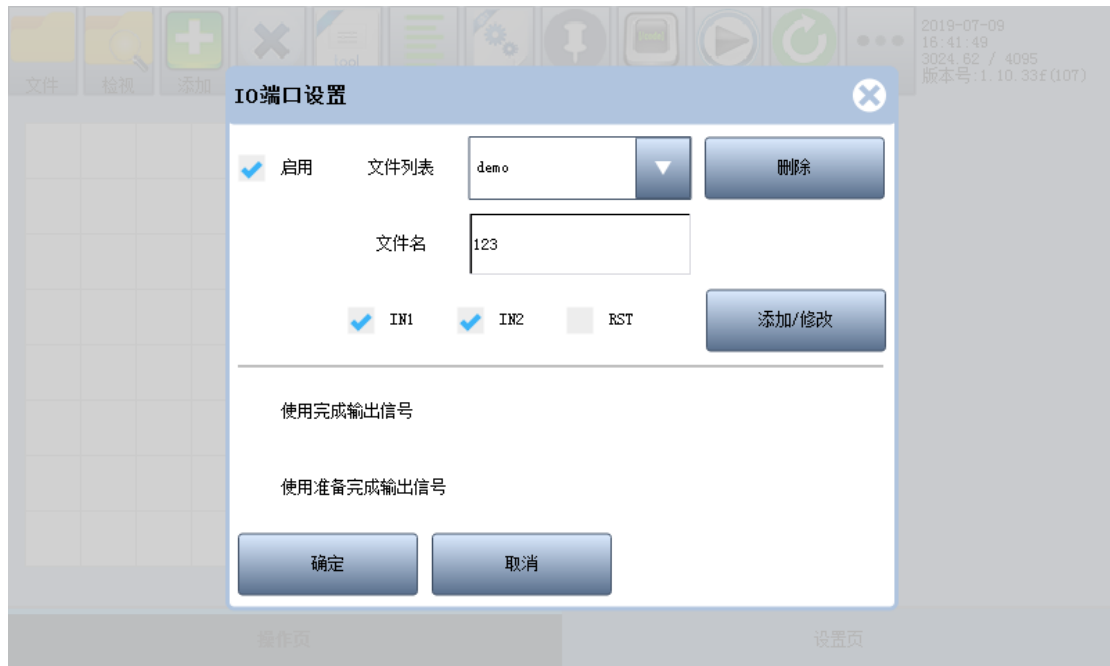 2019-07-09
16:41:49
3024.62 / 4095
版本号:1.10.33f(107)
文件 检视 添加
IO端口设置
启用 文件列表 demo 删除
文件名 123
IN1 IN2 RST 添加/修改
使用完成输出信号
使用准备完成输出信号
确定 取消
操作页 设置页